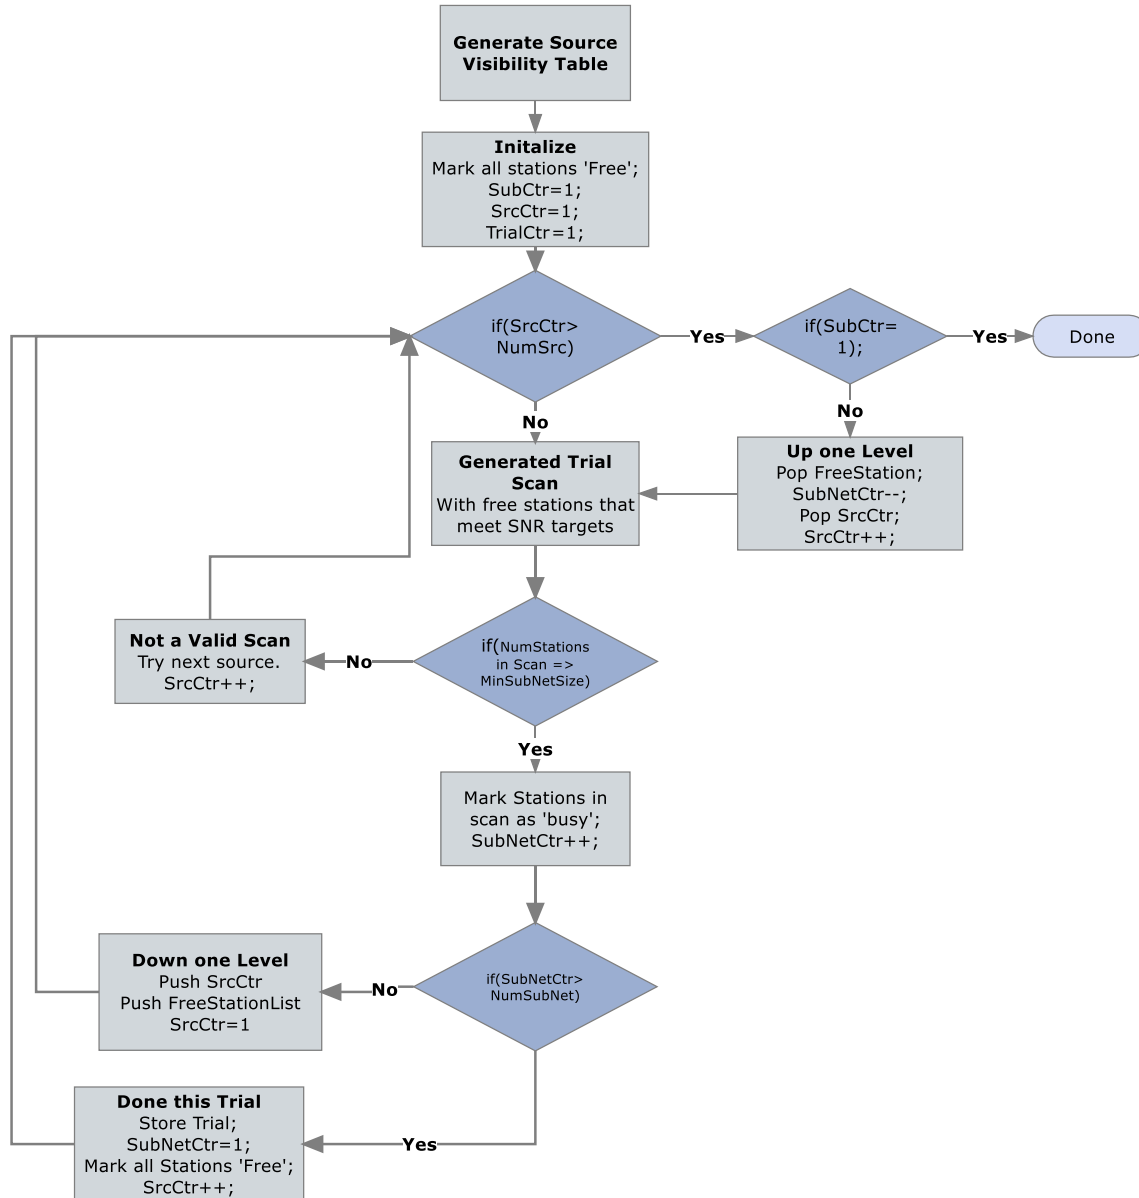 Generate Source
Visibility Table
Initalize
Mark all stations 'Free';
SubCtr=1;
SrcCtr=1;
TrialCtr=1;
if(SrcCtr>
NumSrc)
Yes
if(SubCtr=
1);
Yes
Done
No
No
Generated Trial
Scan
With free stations that
meet SNR targets
Up one Level
Pop FreeStation;
SubNetCtr--;
Pop SrcCtr;
SrcCtr++;
Not a Valid Scan
Try next source.
SrcCtr++;
No
if(NumStations
in Scan =>
MinSubNetSize)
Yes
Mark Stations in
scan as 'busy';
SubNetCtr++;
Down one Level
Push SrcCtr
Push FreeStationList
SrcCtr=1
No
if(SubNetCtr>
NumSubNet)
Done this Trial
Store Trial;
SubNetCtr=1;
Mark all Stations 'Free';
SrcCtr++;
Yes